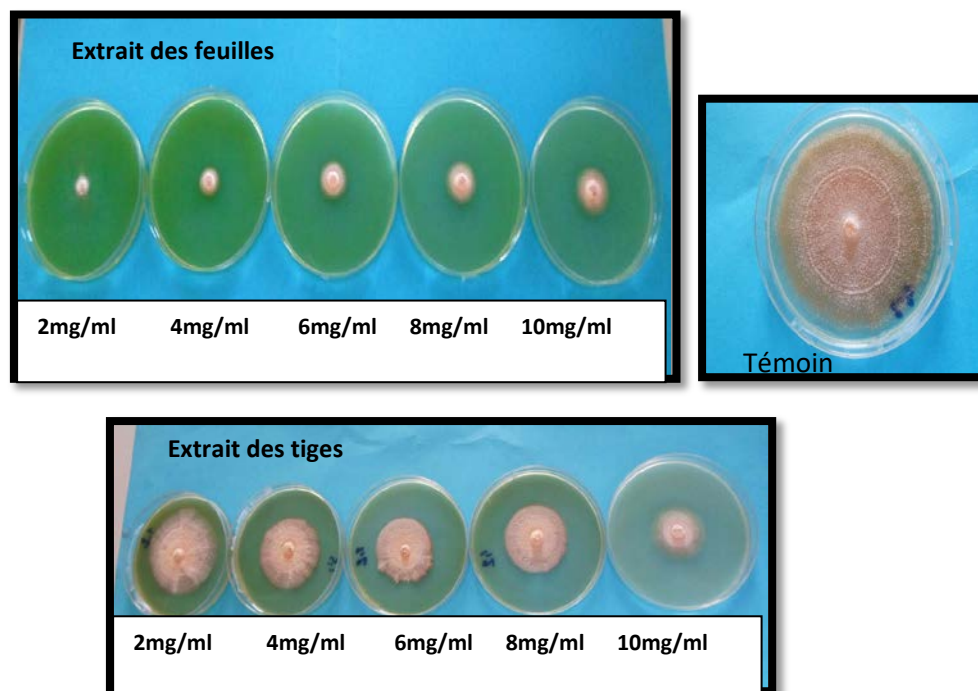 Extrait des feuilles
2mg/ml 4mg/ml 6mg/ml 8mg/ml 10mg/ml
Témoin
Extrait des tiges
2mg/ml 4mg/ml 6mg/ml 8mg/ml 10mg/ml